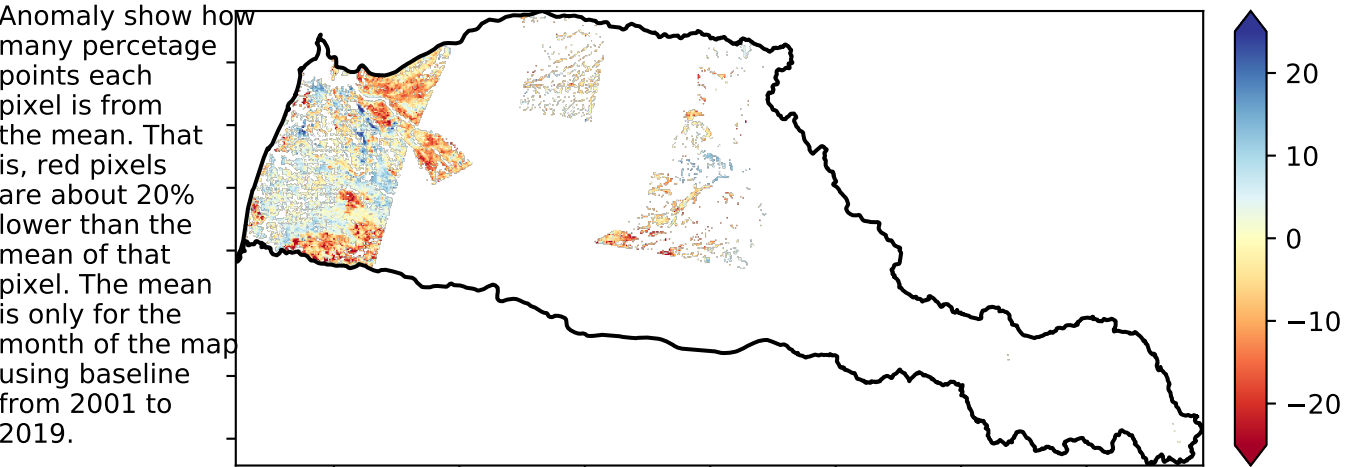 Anomaly show how
many percetage
points each
pixel is from
the mean. That
is, red pixels
are about 20%
lower than the
mean of that
pixel. The mean
is only for the
month of the map
using baseline
from 2001 to
2019.
20
10
0
−10
−20